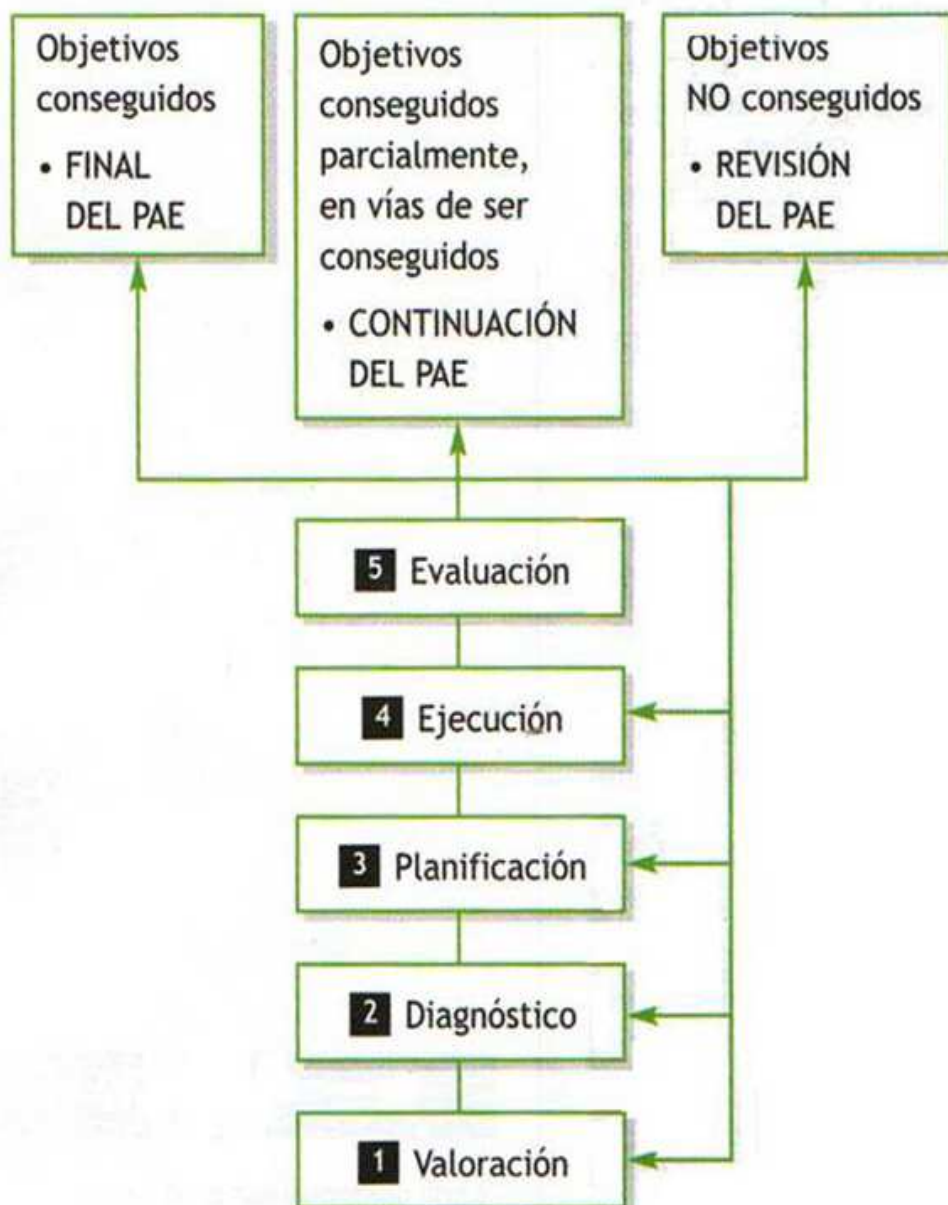 Objetivos
conseguidos
• FINAL
DEL PAE
Objetivos
conseguidos
parcialmente,
en vías de ser
conseguidos
• CONTINUACIÓN
DEL PAE
Objetivos
NO conseguidos
• REVISIÓN
DEL PAE
5 Evaluación
4 Ejecución
3 Planificación
2 Diagnóstico
1 Valoración